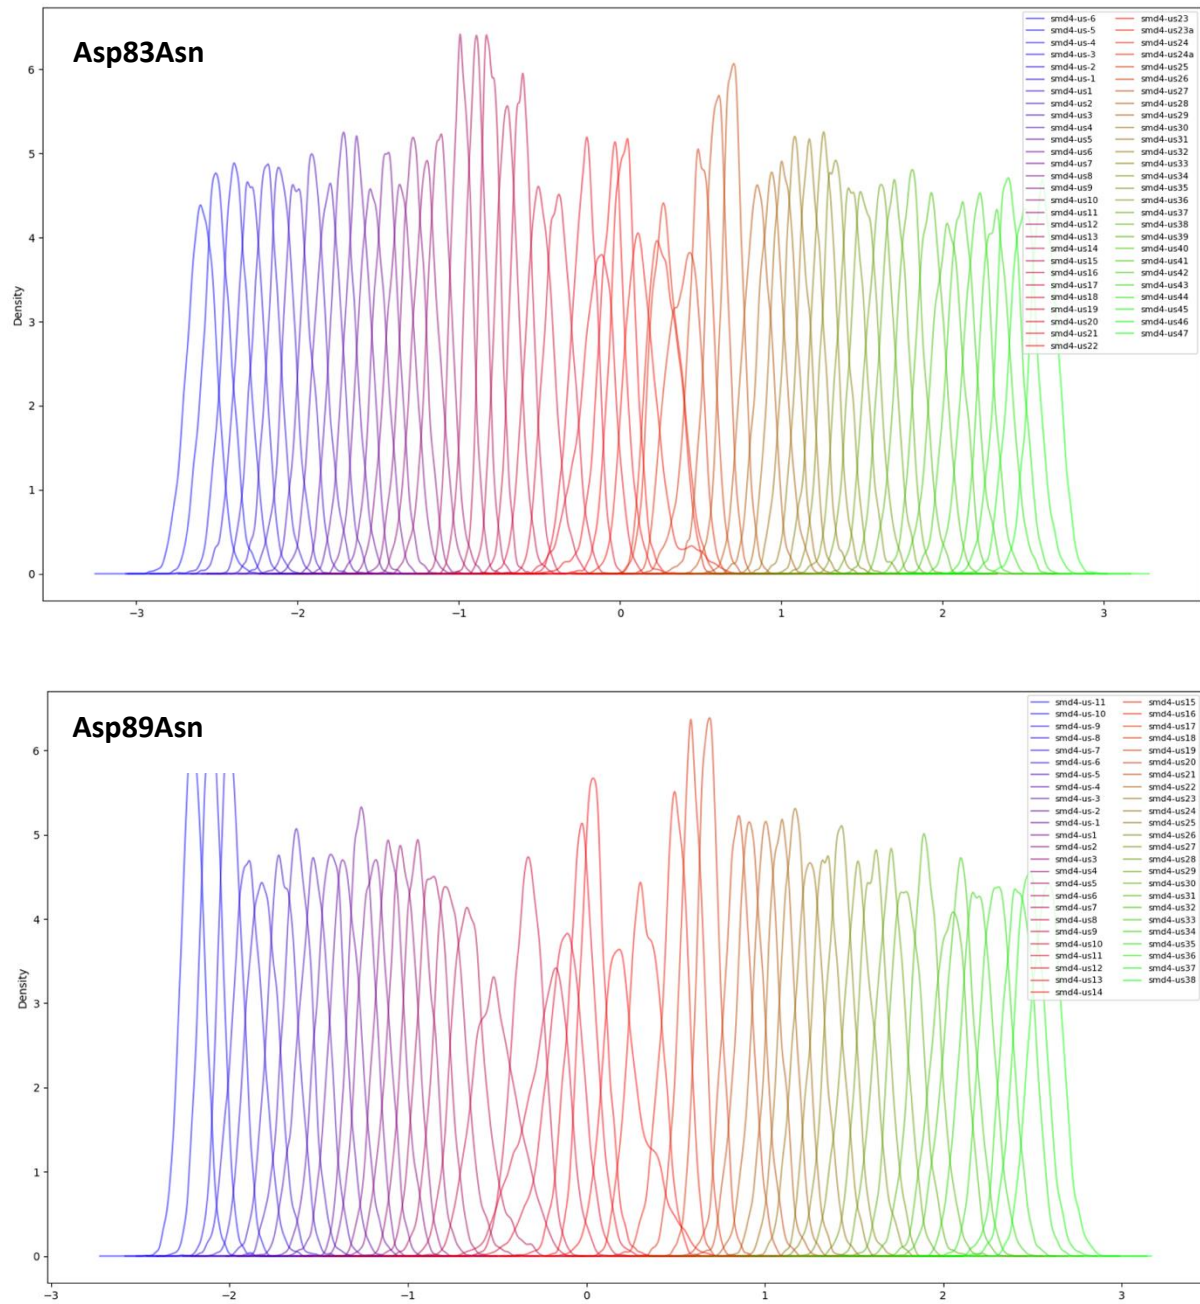 Asp83Asn
smd4-us-6
smd4-us-5
smd4-us-4
smd4-us-3
smd4-us-2
smd4-us-1
smd4-us1
smd4-us2
smd4-us3
smd4-us4
smd4-us5
smd4-us6
smd4-us7
smd4-us8
smd4-us9
smd4-us10
smd4-us11
smd4-us12
smd4-us13
smd4-us14
smd4-us15
smd4-us16
smd4-us17
smd4-us18
smd4-us19
smd4-us20
smd4-us21
smd4-us22
smd4-us23
smd4-us23a
smd4-us24
smd4-us24a
smd4-us25
smd4-us26
smd4-us27
smd4-us28
smd4-us29
smd4-us30
smd4-us31
smd4-us32
smd4-us33
smd4-us34
smd4-us35
smd4-us36
smd4-us37
smd4-us38
smd4-us39
smd4-us40
smd4-us41
smd4-us42
smd4-us43
smd4-us44
smd4-us45
smd4-us46
smd4-us47
6
5
4
3
2
1
0
Density
−3 −2 −1 0 1 2 3
Asp89Asn
smd4-us-11
smd4-us-10
smd4-us-9
smd4-us-8
smd4-us-7
smd4-us-6
smd4-us-5
smd4-us-4
smd4-us-3
smd4-us-2
smd4-us-1
smd4-us1
smd4-us2
smd4-us3
smd4-us4
smd4-us5
smd4-us6
smd4-us7
smd4-us8
smd4-us9
smd4-us10
smd4-us11
smd4-us12
smd4-us13
smd4-us14
smd4-us15
smd4-us16
smd4-us17
smd4-us18
smd4-us19
smd4-us20
smd4-us21
smd4-us22
smd4-us23
smd4-us24
smd4-us25
smd4-us26
smd4-us27
smd4-us28
smd4-us29
smd4-us30
smd4-us31
smd4-us32
smd4-us33
smd4-us34
smd4-us35
smd4-us36
smd4-us37
smd4-us38
6
5
4
3
2
1
0
Density
−3 −2 −1 0 1 2 3